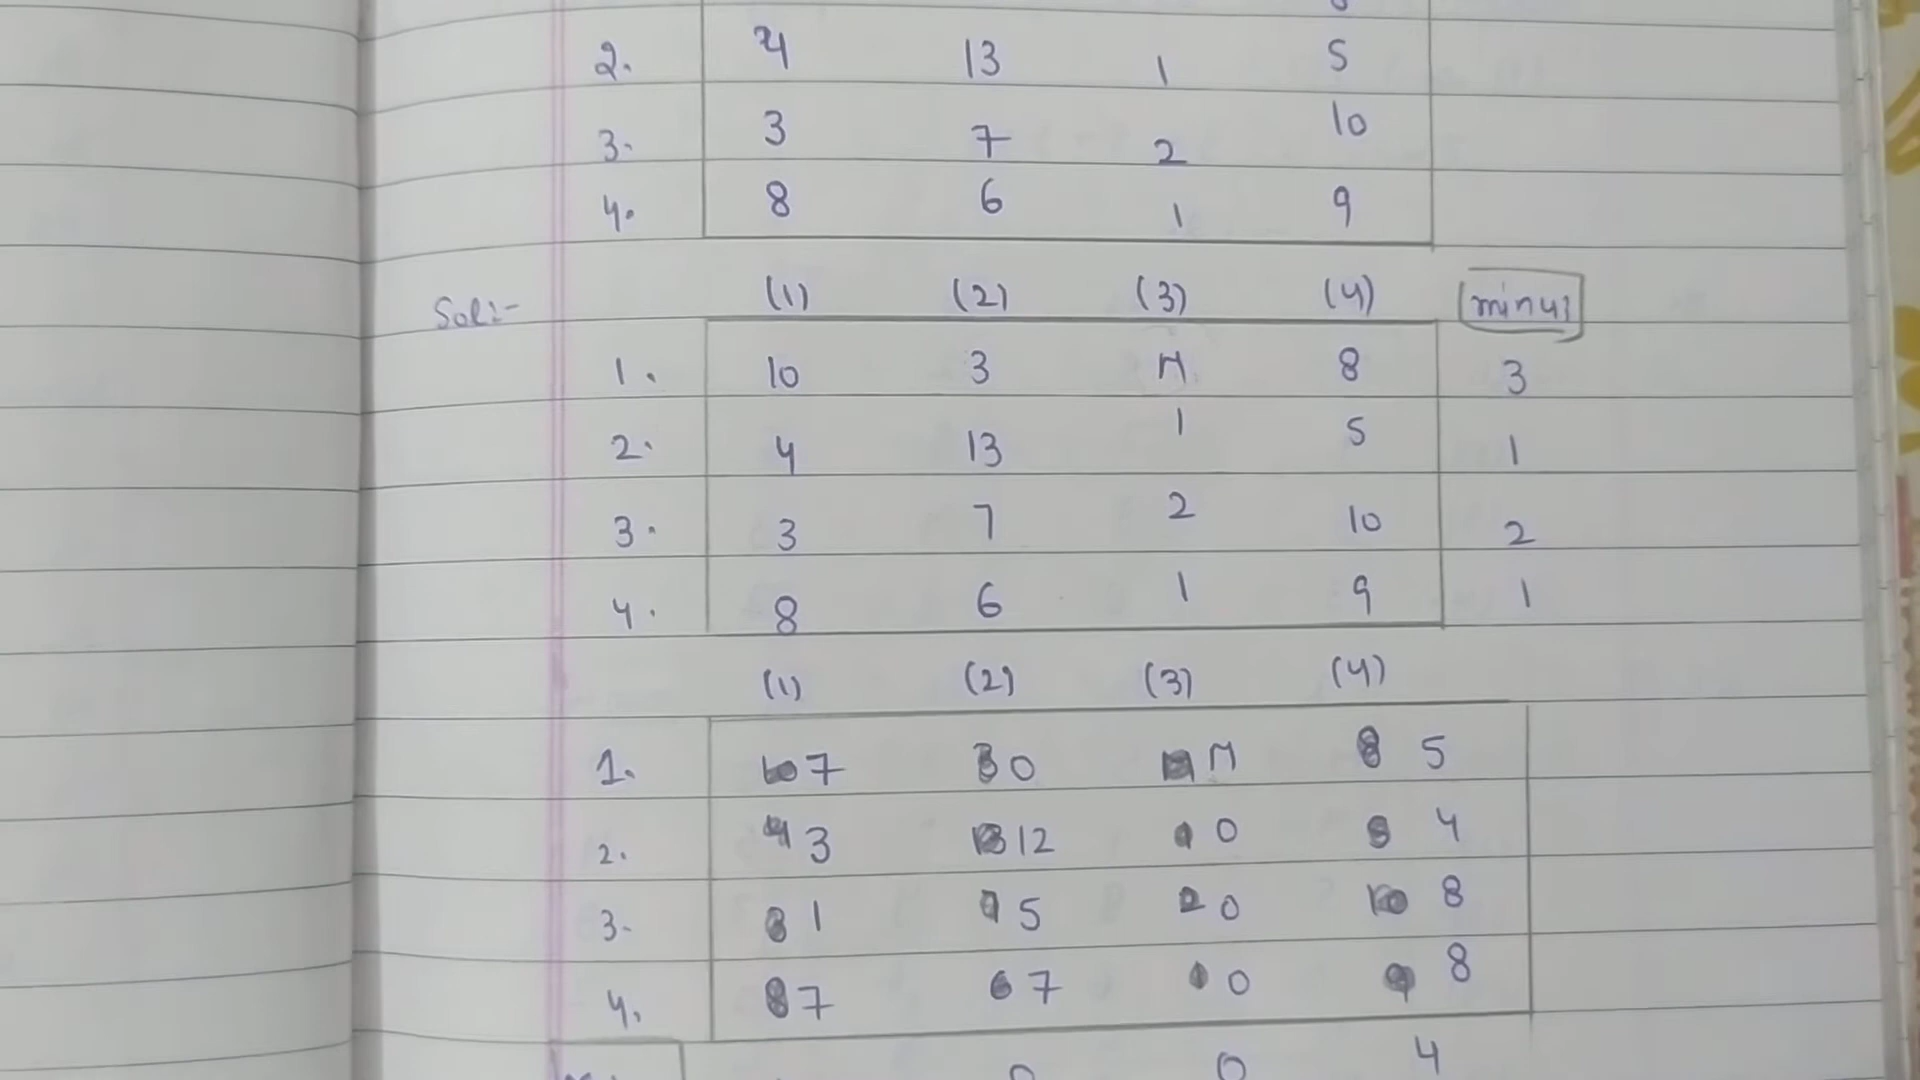 2. 4 13 1 5
3. 3 7 2 10
4. 8 6 1 9
Sol:- (1) (2) (3) (4) minus
1. 10 3 M 8 3
2. 4 13 1 5 1
3. 3 7 2 10 2
4. 8 6 1 9 1
(1) (2) (3) (4)
1. 7 0 M 5
2. 3 12 0 4
3. 1 5 0 8
4. 7 7 0 8
0 0 4